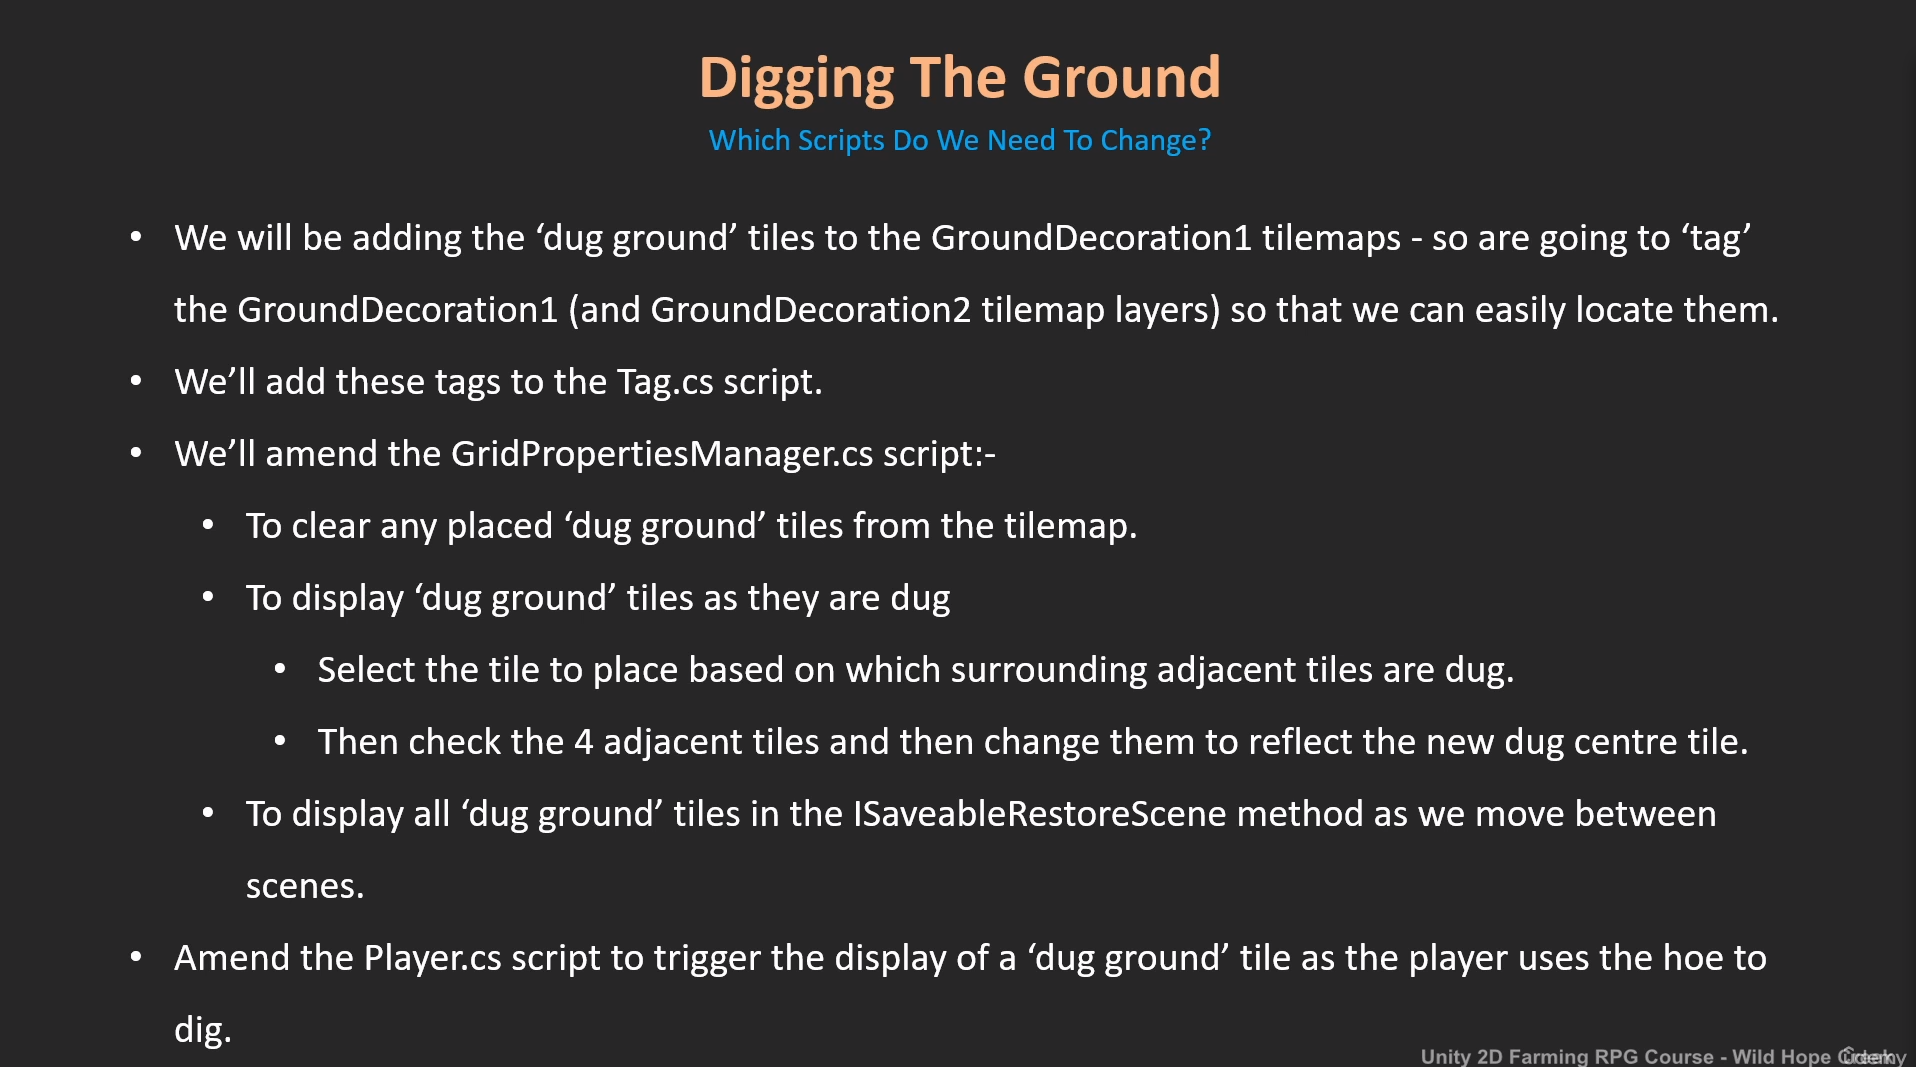 Digging The Ground
Which Scripts Do We Need To Change?
• We will be adding the ‘dug ground’ tiles to the GroundDecoration1 tilemaps - so are going to ‘tag’
the GroundDecoration1 (and GroundDecoration2 tilemap layers) so that we can easily locate them.
• We’ll add these tags to the Tag.cs script.
• We’ll amend the GridPropertiesManager.cs script:-
• To clear any placed ‘dug ground’ tiles from the tilemap.
• To display ‘dug ground’ tiles as they are dug
• Select the tile to place based on which surrounding adjacent tiles are dug.
• Then check the 4 adjacent tiles and then change them to reflect the new dug centre tile.
• To display all ‘dug ground’ tiles in the ISaveableRestoreScene method as we move between
scenes.
• Amend the Player.cs script to trigger the display of a ‘dug ground’ tile as the player uses the hoe to
dig.
Unity 2D Farming RPG Course - Wild Hope